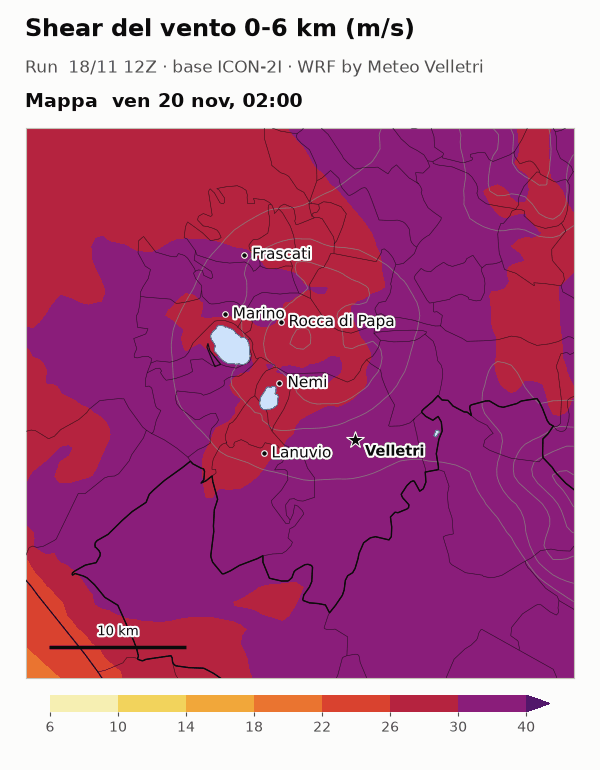 Shear del vento 0-6 km (m/s)
Run  18/11 12Z · base ICON-2I · WRF by Meteo Velletri
Mappa  ven 20 nov, 02:00
Frascati
Marino
Rocca di Papa
Nemi
Lanuvio
Velletri
10 km
6 10 14 18 22 26 30 40